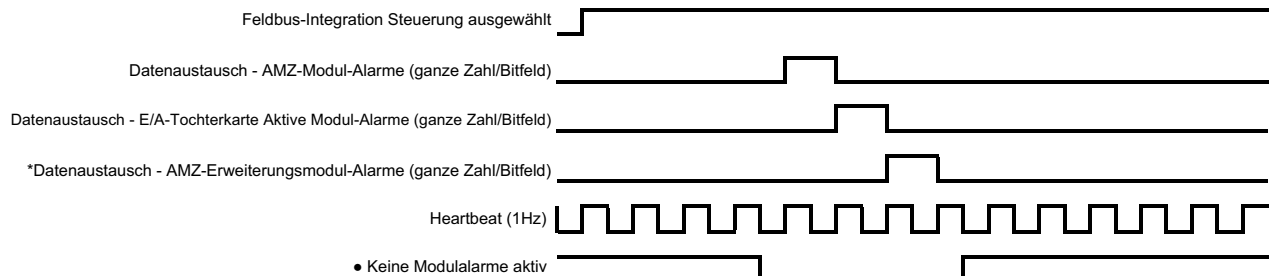 Feldbus-Integration Steuerung ausgewählt
Datenaustausch - AMZ-Modul-Alarme (ganze Zahl/Bitfeld)
Datenaustausch - E/A-Tochterkarte Aktive Modul-Alarme (ganze Zahl/Bitfeld)
*Datenaustausch - AMZ-Erweiterungsmodul-Alarme (ganze Zahl/Bitfeld)
Heartbeat (1Hz)
● Keine Modulalarme aktiv